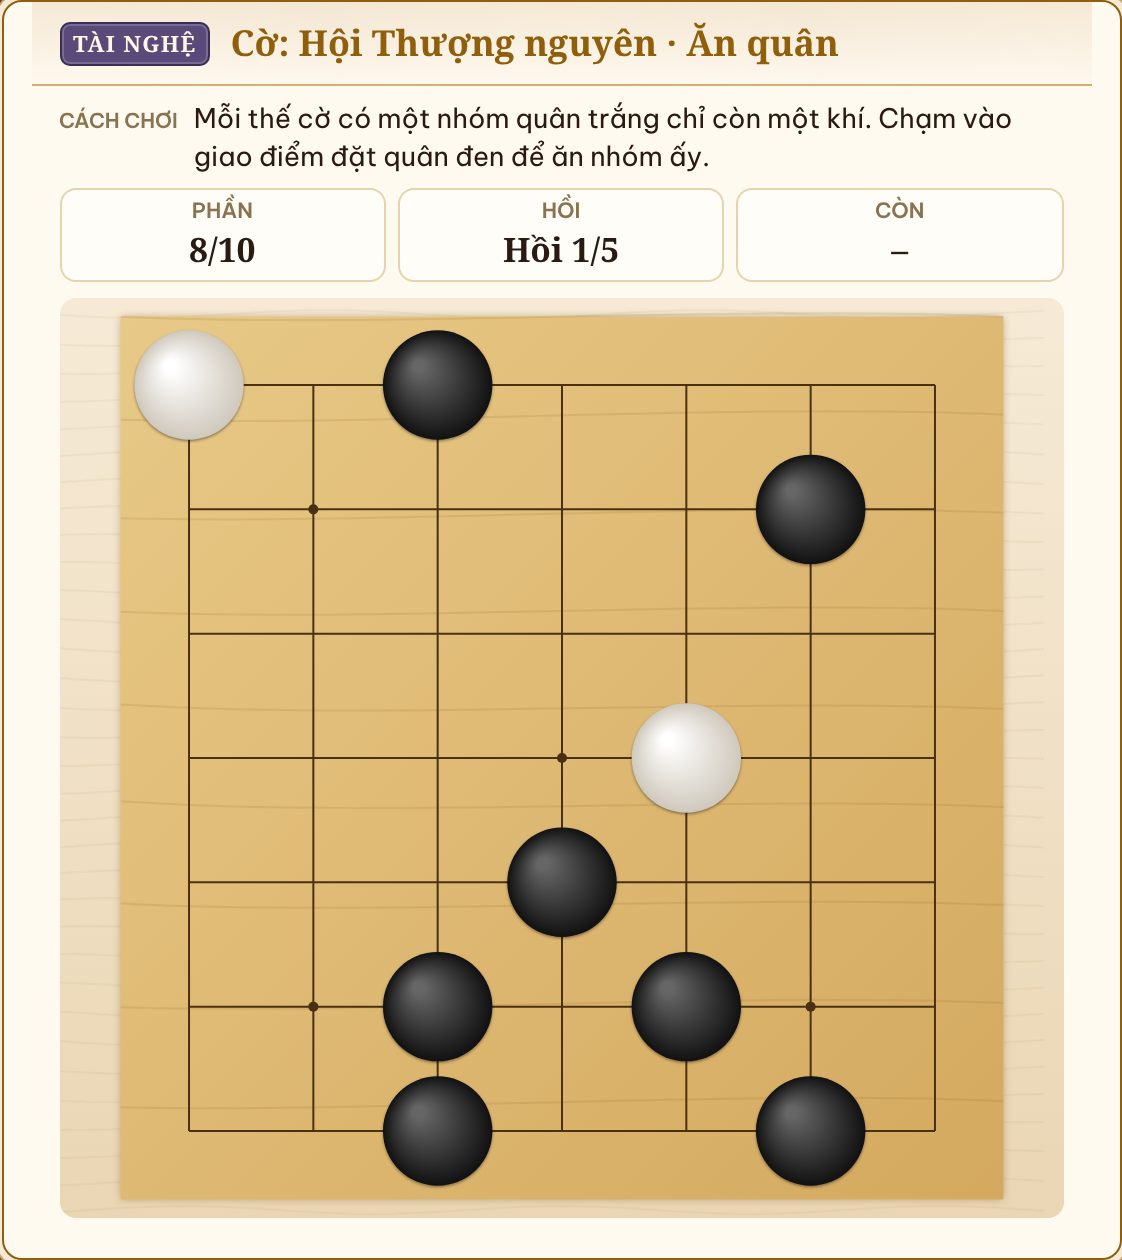 TÀI NGHỆ Cờ: Hội Thượng nguyên · Ăn quân
CÁCH CHƠI Mỗi thế cờ có một nhóm quân trắng chỉ còn một khí. Chạm vào
giao điểm đặt quân đen để ăn nhóm ấy.
PHẦN HỒI CÒN
8/10 Hồi 1/5 –